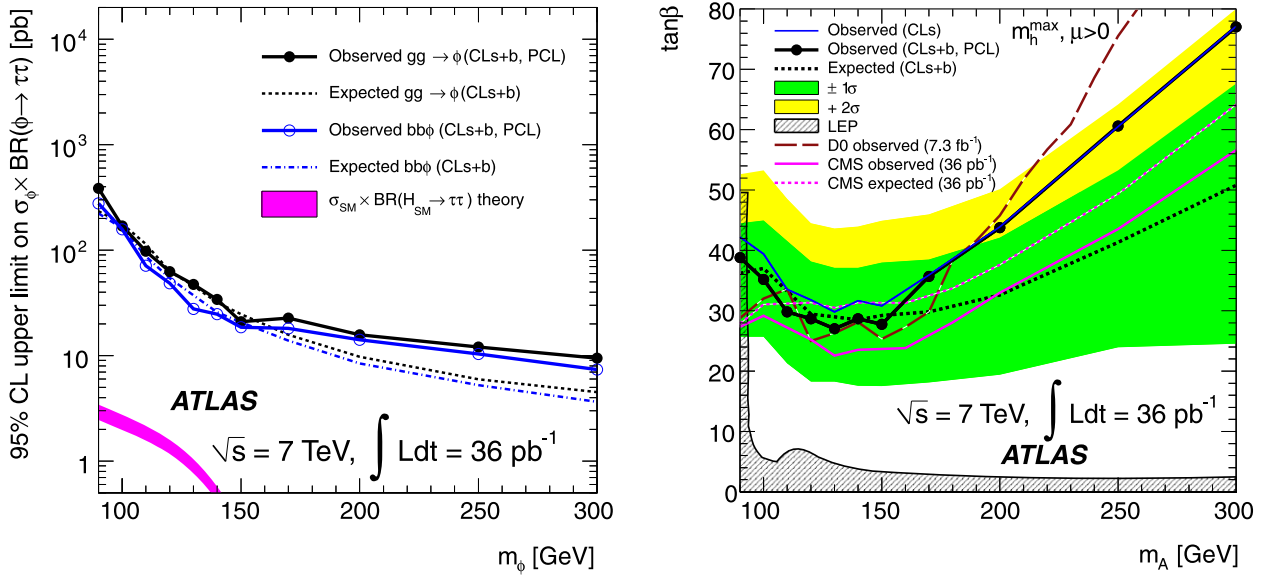 95% CL upper limit on σϕ× BR(ϕ→ ττ) [pb]
10⁴
10³
10²
10
1
Observed gg → ϕ(CLs+b, PCL)
Expected gg → ϕ(CLs+b)
Observed bbϕ (CLs+b, PCL)
Expected bbϕ (CLs+b)
σSM × BR(HSM→ ττ) theory
ATLAS
√s = 7 TeV, ∫ Ldt = 36 pb⁻¹
100 150 200 250 300
mϕ [GeV]
tanβ
80
70
60
50
40
30
20
10
0
mhmax, μ>0
Observed (CLs)
Observed (CLs+b, PCL)
Expected (CLs+b)
± 1σ
+ 2σ
LEP
D0 observed (7.3 fb⁻¹)
CMS observed (36 pb⁻¹)
CMS expected (36 pb⁻¹)
√s = 7 TeV, ∫ Ldt = 36 pb⁻¹
ATLAS
100 150 200 250 300
mA [GeV]